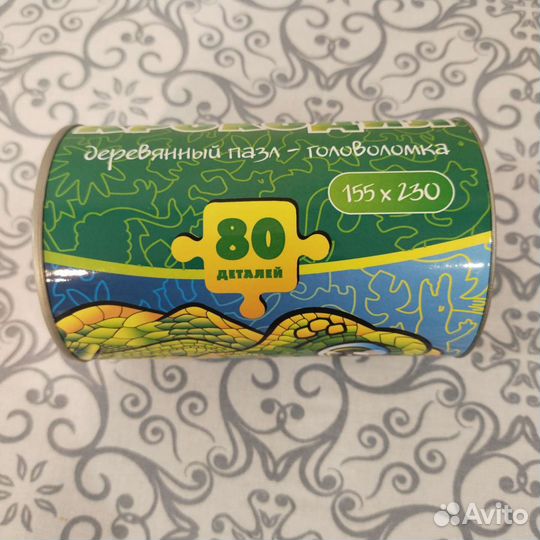 деревянный пазл - головоломка
155 x 230
80
ДЕТАЛЕЙ
Avito